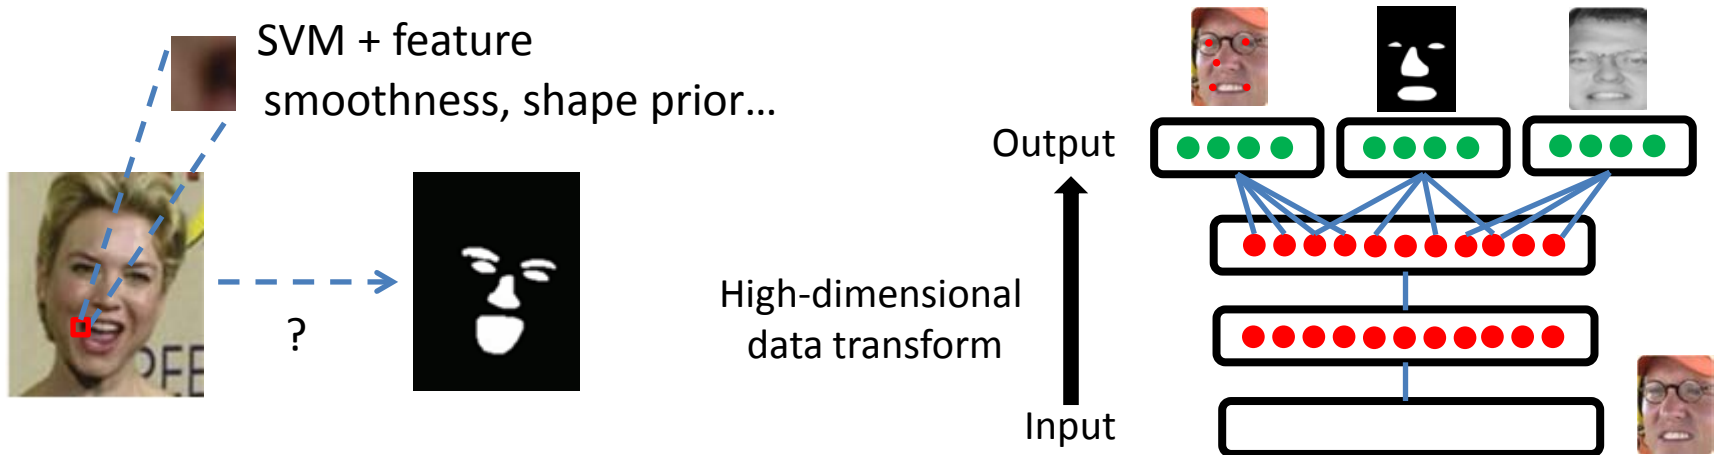 SVM + feature
smoothness, shape prior...
?
Output
High-dimensional
data transform
Input